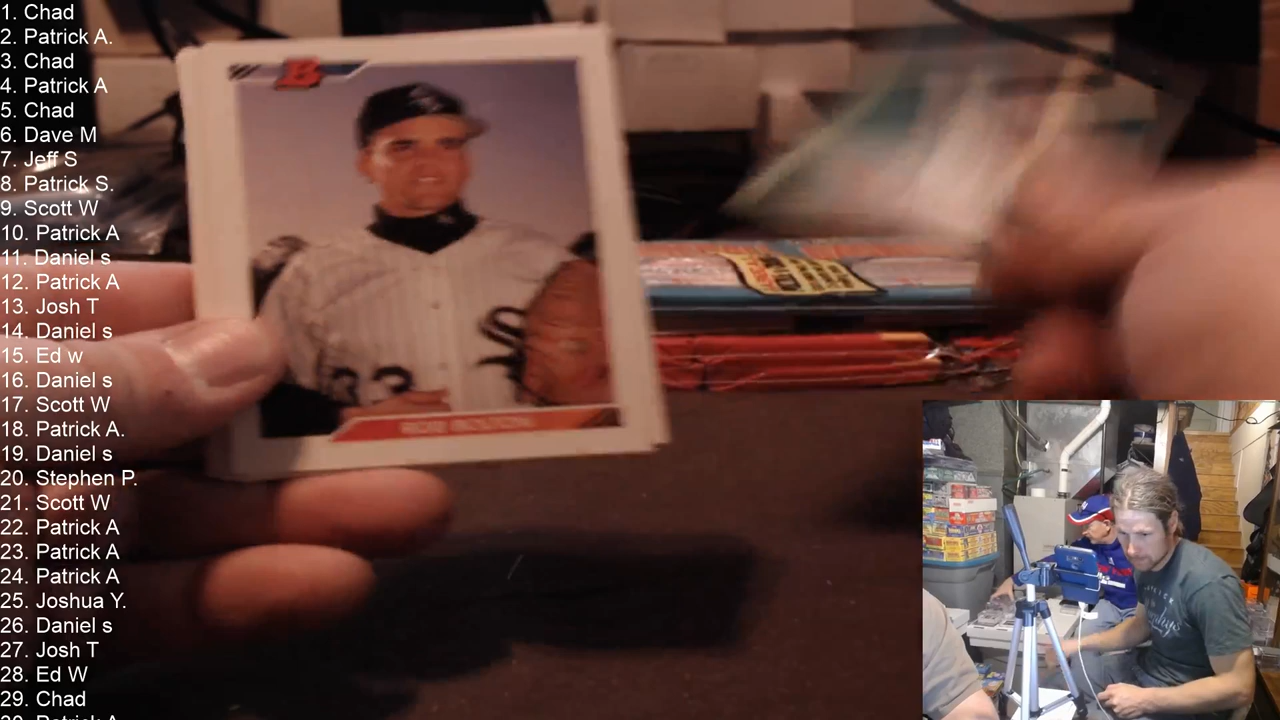 1. Chad
2. Patrick A.
3. Chad
4. Patrick A
5. Chad
6. Dave M
7. Jeff S
8. Patrick S.
9. Scott W
10. Patrick A
11. Daniel s
12. Patrick A
13. Josh T
14. Daniel s
15. Ed w
16. Daniel s
17. Scott W
18. Patrick A.
19. Daniel s
20. Stephen P.
21. Scott W
22. Patrick A
23. Patrick A
24. Patrick A
25. Joshua Y.
26. Daniel s
27. Josh T
28. Ed W
29. Chad
30. Patrick A
B
33